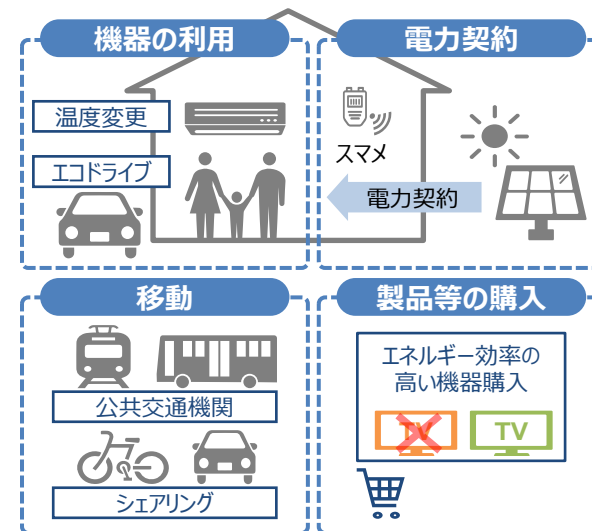 機器の利用
温度変更
エコドライブ
電力契約
スマメ
電力契約
移動
公共交通機関
シェアリング
製品等の購入
エネルギー効率の
高い機器購入
TV
TV